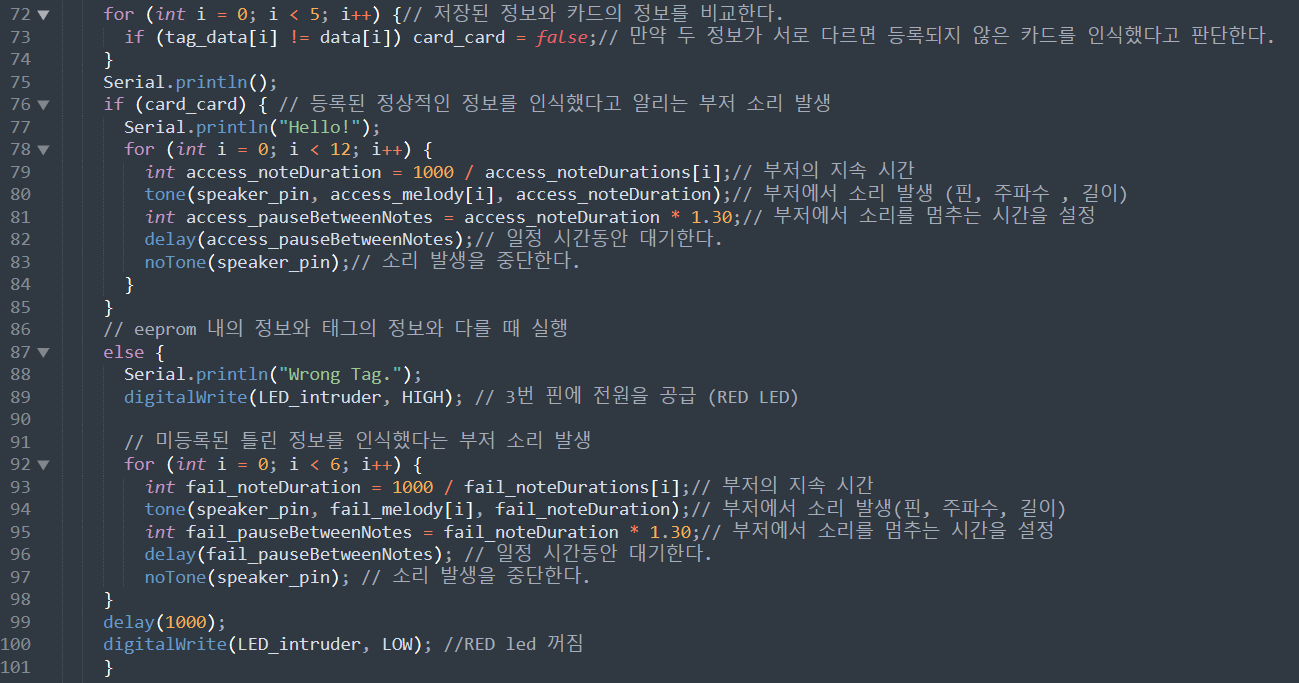 72 for (int i = 0; i < 5; i++) {// 저장된 정보와 카드의 정보를 비교한다.
73 if (tag_data[i] != data[i]) card_card = false;// 만약 두 정보가 서로 다르면 등록되지 않은 카드를 인식했다고 판단한다.
74 }
75 Serial.println();
76 if (card_card) { // 등록된 정상적인 정보를 인식했다고 알리는 부저 소리 발생
77 Serial.println("Hello!");
78 for (int i = 0; i < 12; i++) {
79 int access_noteDuration = 1000 / access_noteDurations[i];// 부저의 지속 시간
80 tone(speaker_pin, access_melody[i], access_noteDuration);// 부저에서 소리 발생 (핀, 주파수 , 길이)
81 int access_pauseBetweenNotes = access_noteDuration * 1.30;// 부저에서 소리를 멈추는 시간을 설정
82 delay(access_pauseBetweenNotes);// 일정 시간동안 대기한다.
83 noTone(speaker_pin);// 소리 발생을 중단한다.
84 }
85 }
86 // eeprom 내의 정보와 태그의 정보와 다를 때 실행
87 else {
88 Serial.println("Wrong Tag.");
89 digitalWrite(LED_intruder, HIGH); // 3번 핀에 전원을 공급 (RED LED)
90
91 // 미등록된 틀린 정보를 인식했다는 부저 소리 발생
92 for (int i = 0; i < 6; i++) {
93 int fail_noteDuration = 1000 / fail_noteDurations[i];// 부저의 지속 시간
94 tone(speaker_pin, fail_melody[i], fail_noteDuration);// 부저에서 소리 발생(핀, 주파수, 길이)
95 int fail_pauseBetweenNotes = fail_noteDuration * 1.30;// 부저에서 소리를 멈추는 시간을 설정
96 delay(fail_pauseBetweenNotes); // 일정 시간동안 대기한다.
97 noTone(speaker_pin); // 소리 발생을 중단한다.
98 }
99 delay(1000);
100 digitalWrite(LED_intruder, LOW); //RED led 꺼짐
101 }